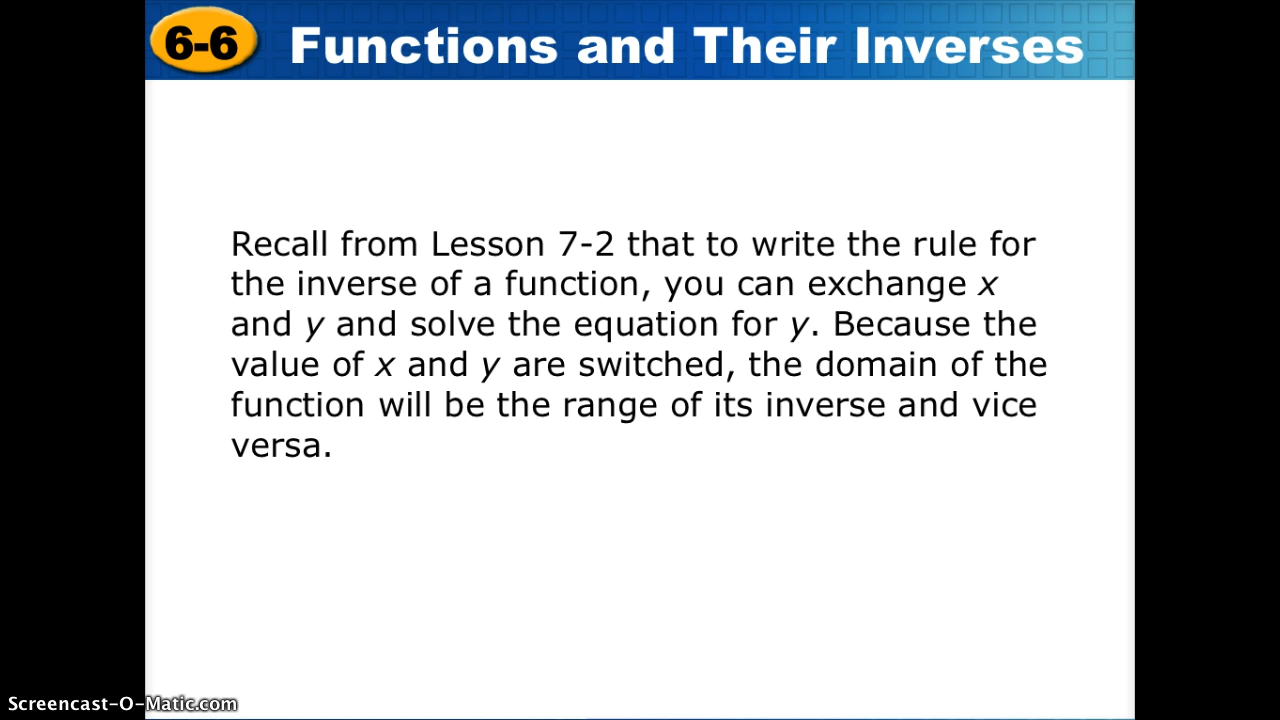 6-6 Functions and Their Inverses
Recall from Lesson 7-2 that to write the rule for
the inverse of a function, you can exchange x
and y and solve the equation for y. Because the
value of x and y are switched, the domain of the
function will be the range of its inverse and vice
versa.
Screencast-O-Matic.com